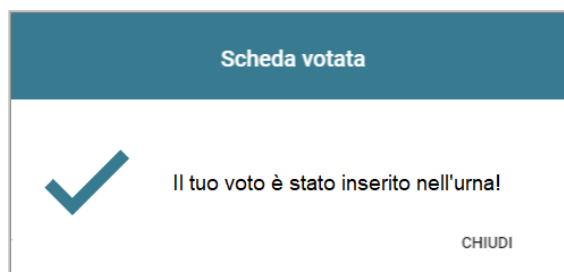 Scheda votata
Il tuo voto è stato inserito nell'urna!
CHIUDI